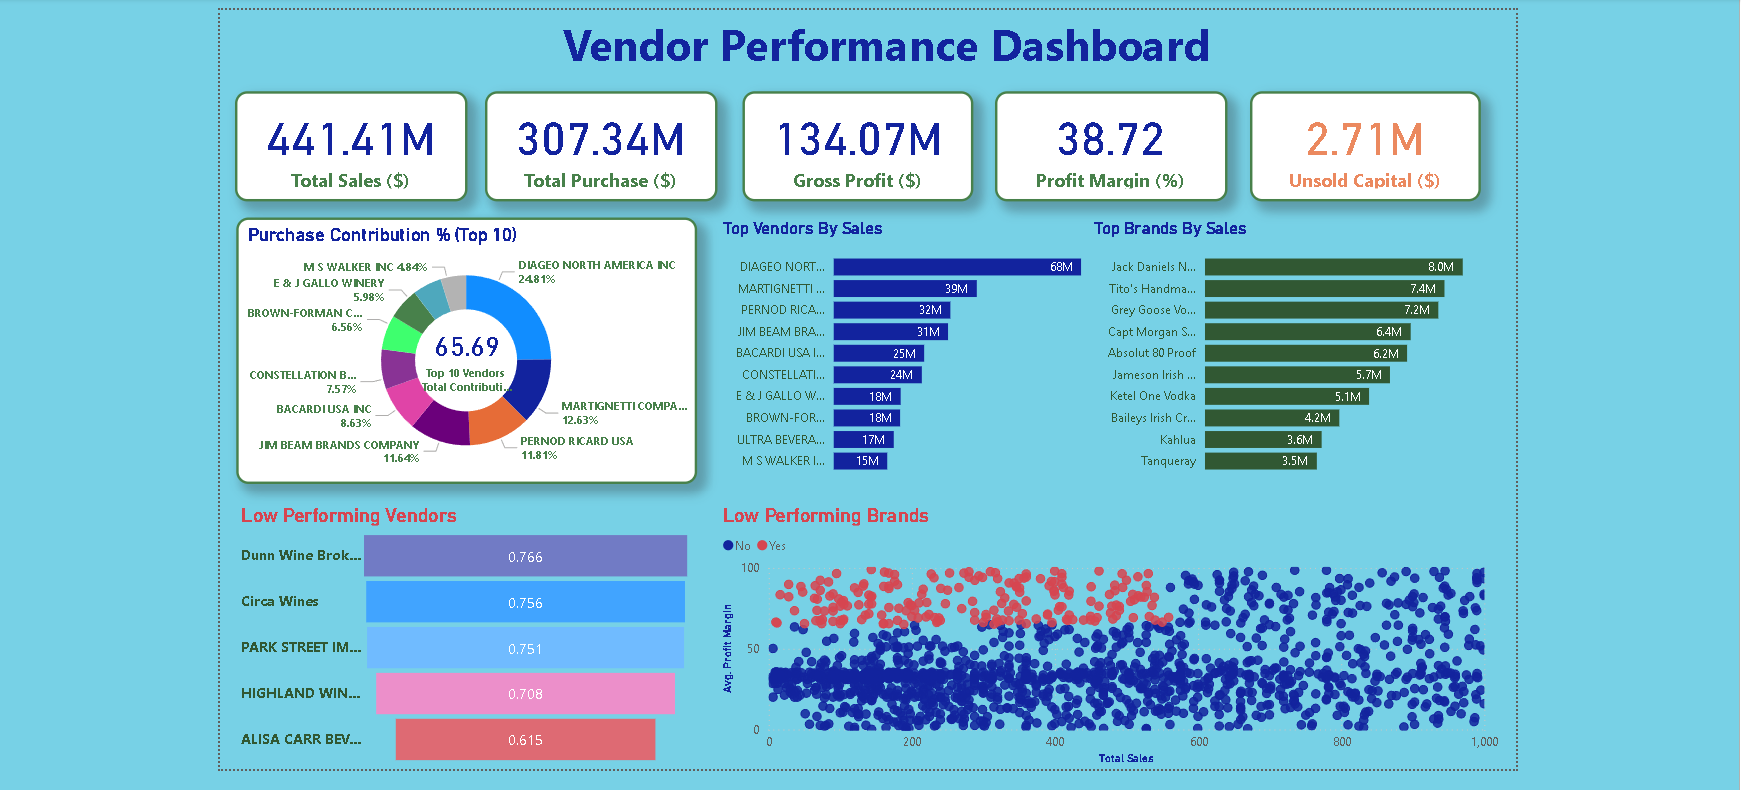 Vendor Performance Dashboard
441.41M
Total Sales ($)
307.34M
Total Purchase ($)
134.07M
Gross Profit ($)
38.72
Profit Margin (%)
2.71M
Unsold Capital ($)
Purchase Contribution % (Top 10)
M S WALKER INC 4.84%
E & J GALLO WINERY
5.98%
BROWN-FORMAN C...
6.56%
CONSTELLATION B...
7.57%
BACARDI USA INC
8.63%
JIM BEAM BRANDS COMPANY
11.64%
DIAGEO NORTH AMERICA INC
24.81%
MARTIGNETTI COMPA...
12.63%
PERNOD RICARD USA
11.81%
65.69
Top 10 Vendors
Total Contributi...
Top Vendors By Sales
DIAGEO NORT... 68M
MARTIGNETTI ... 39M
PERNOD RICA... 32M
JIM BEAM BRA... 31M
BACARDI USA I... 25M
CONSTELLATI... 24M
E & J GALLO W... 18M
BROWN-FOR... 18M
ULTRA BEVERA... 17M
M S WALKER I... 15M
Top Brands By Sales
Jack Daniels N... 8.0M
Tito's Handma... 7.4M
Grey Goose Vo... 7.2M
Capt Morgan S... 6.4M
Absolut 80 Proof 6.2M
Jameson Irish ... 5.7M
Ketel One Vodka 5.1M
Baileys Irish Cr... 4.2M
Kahlua 3.6M
Tanqueray 3.5M
Low Performing Vendors
Dunn Wine Brok... 0.766
Circa Wines 0.756
PARK STREET IM... 0.751
HIGHLAND WIN... 0.708
ALISA CARR BEV... 0.615
Low Performing Brands
No Yes
Avg. Profit Margin
100
50
0
0 200 400 600 800 1,000
Total Sales